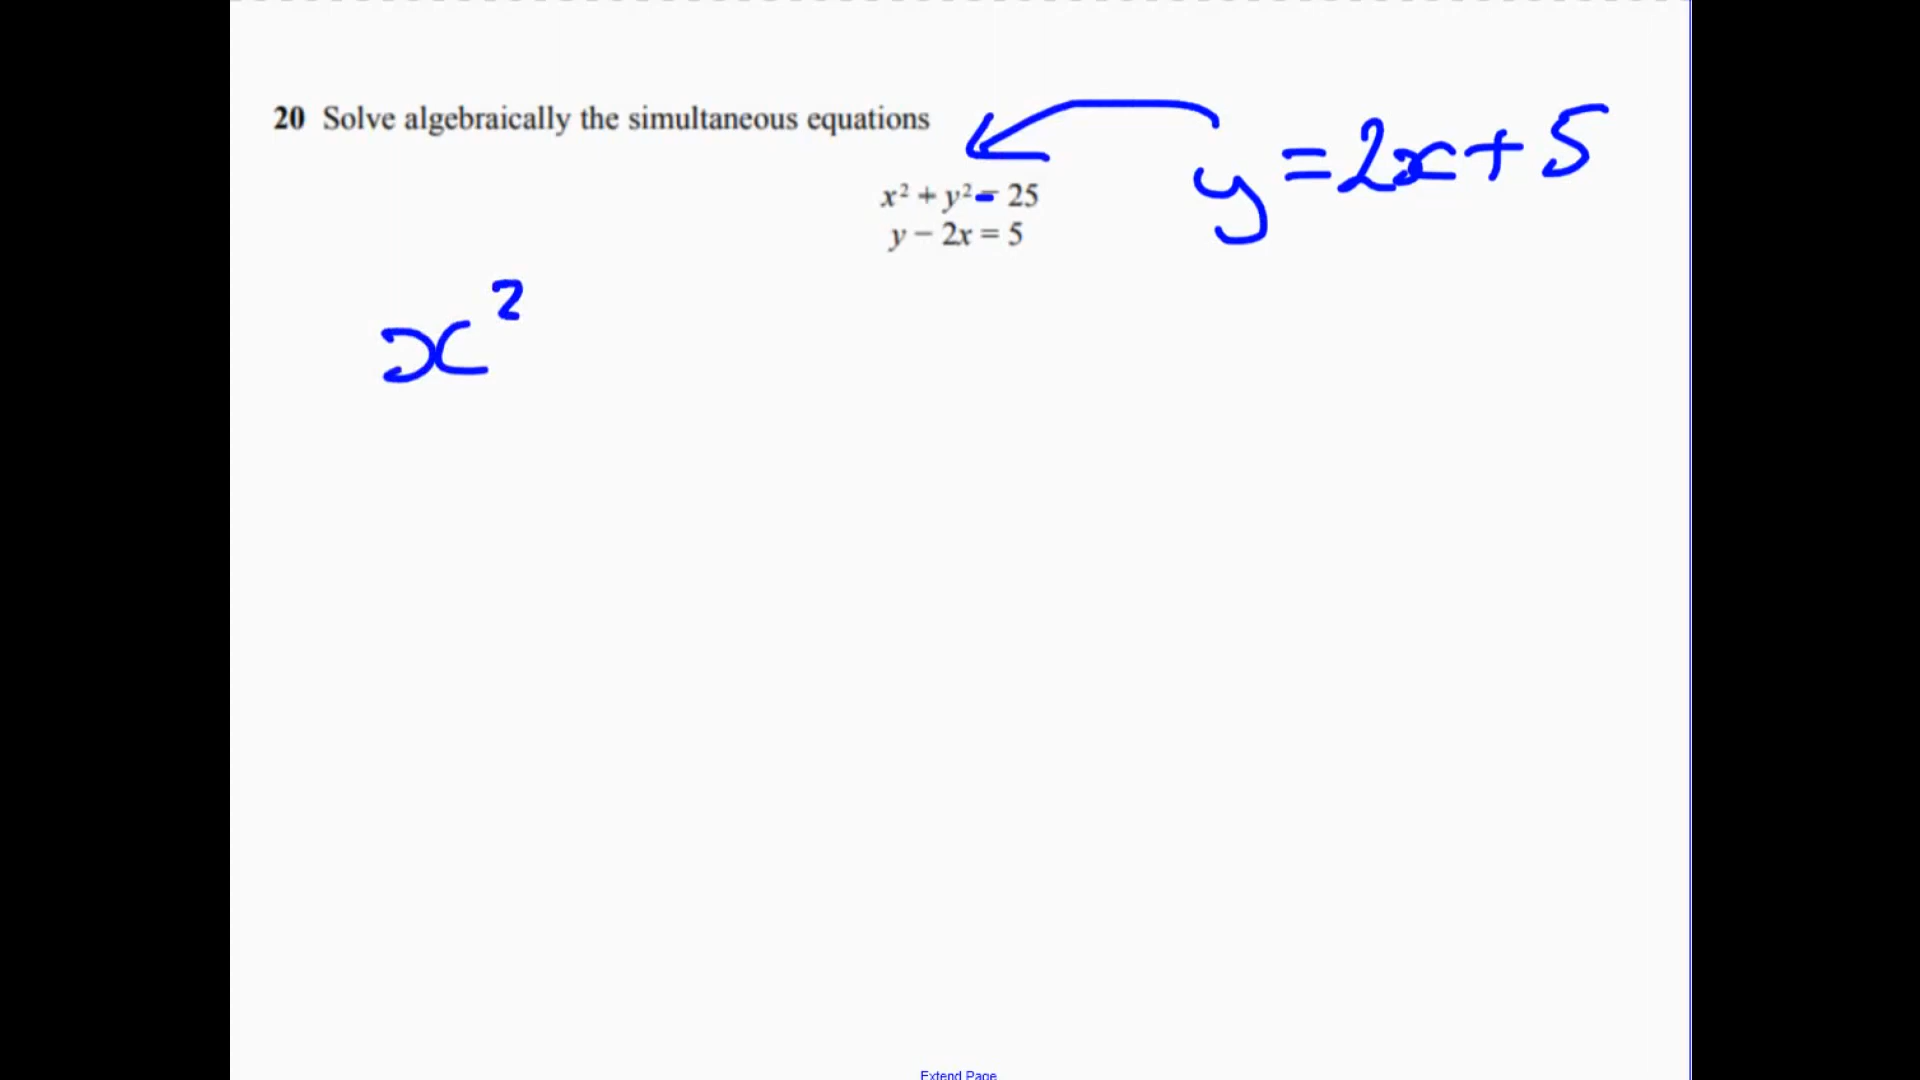 20 Solve algebraically the simultaneous equations
y = 2x + 5
x² + y² = 25
y − 2x = 5
x²
Extend Page